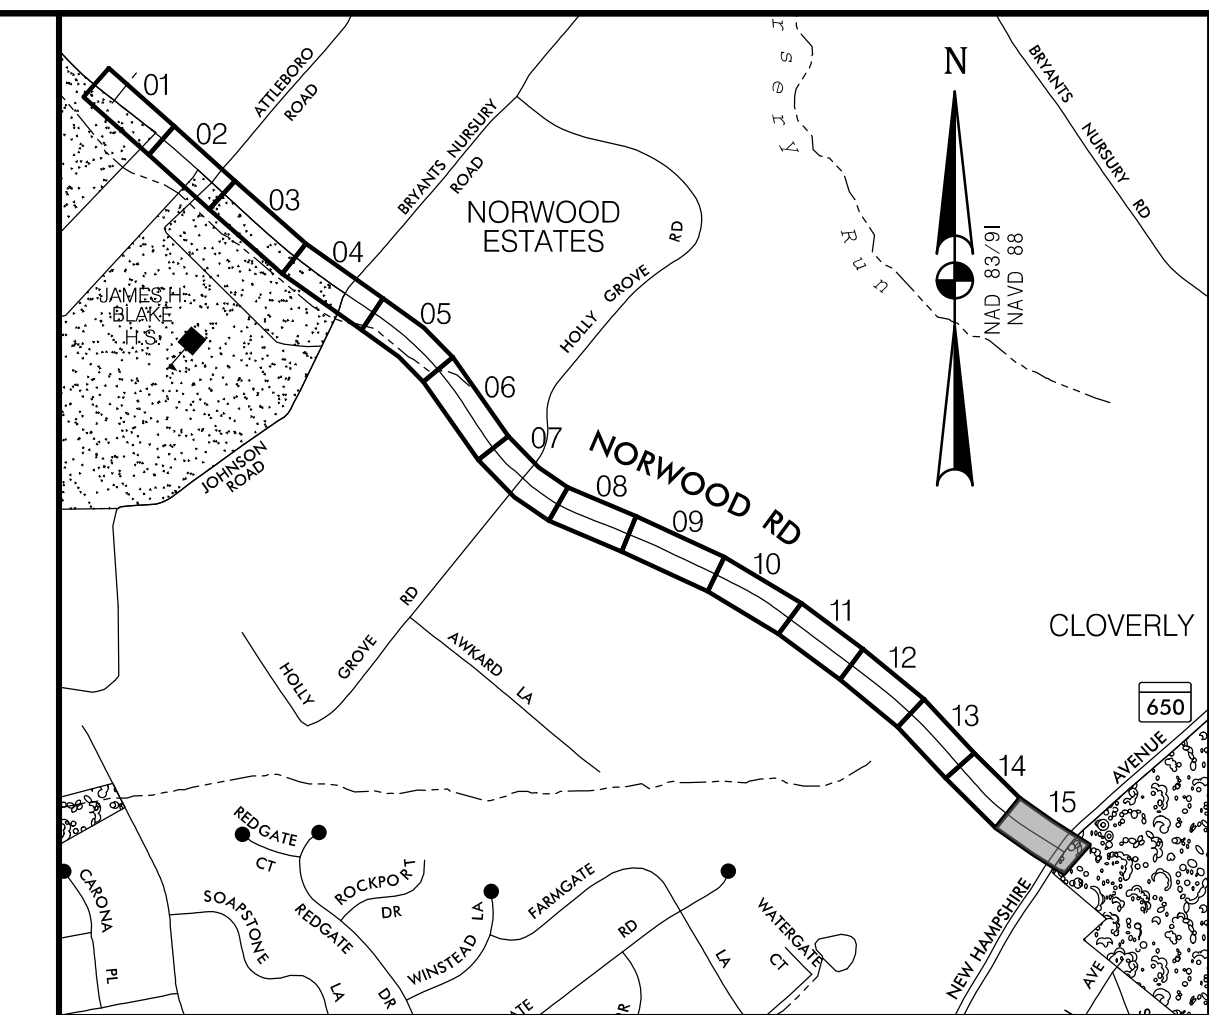 01
02
03
04
05
06
07
08
09
10
11
12
13
14
15
ATTLEBORO
ROAD
BRYANTS NURSURY
ROAD
NORWOOD
ESTATES
HOLLY GROVE RD
rsery
Run
N
NAD 83/91
NAVD 88
BRYANTS NURSURY RD
JAMES H.
BLAKE
H.S.
JOHNSON
ROAD
NORWOOD RD
HOLLY GROVE RD
AWKARD LA
CLOVERLY
650
NEW HAMPSHIRE AVENUE
REDGATE
CT
ROCKPORT
DR
SOAPSTONE LA
REDGATE DR
WINSTEAD LA
FARMGATE LA
RD
WATERGATE
CT
CARONA PL
AVE